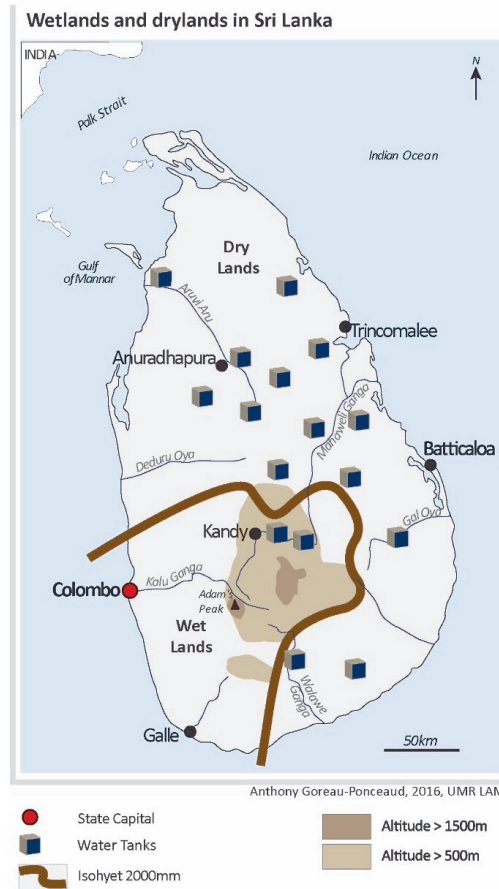 Wetlands and drylands in Sri Lanka
INDIA
N
Palk Strait
Indian Ocean
Dry
Lands
Gulf
of Mannar
Aruvi Aru
Trincomalee
Anuradhapura
Manaweli Ganga
Batticaloa
Deduru Oya
Gal Oya
Kandy
Colombo
Kalu Ganga
Adam's
Peak
Wet
Lands
Walawe
Ganga
Galle
50km
Anthony Goreau-Ponceaud, 2016, UMR LAM
State Capital
Altitude > 1500m
Water Tanks
Altitude > 500m
Isohyet 2000mm